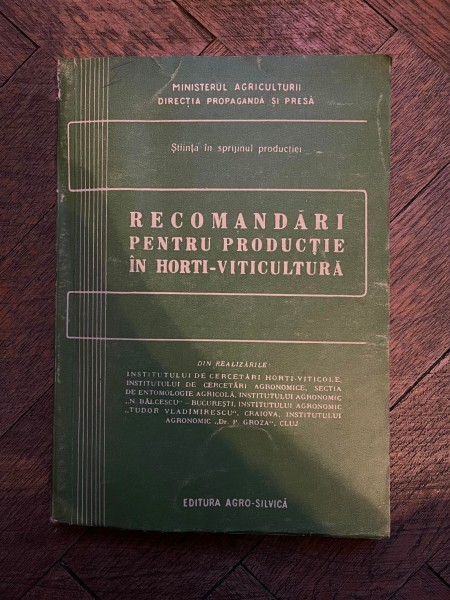 MINISTERUL AGRICULTURII
DIRECȚIA PROPAGANDĂ ȘI PRESĂ
Știința în sprijinul producției
RECOMANDĂRI
PENTRU PRODUCȚIE
ÎN HORTI-VITICULTURĂ
DIN REALIZĂRILE:
INSTITUTULUI DE CERCETĂRI HORTI-VITICOLE,
INSTITUTULUI DE CERCETĂRI AGRONOMICE, SECȚIA
DE ENTOMOLOGIE AGRICOLĂ, INSTITUTULUI AGRONOMIC
„N. BĂLCESCU" – BUCUREȘTI, INSTITUTULUI AGRONOMIC
„TUDOR VLADIMIRESCU", CRAIOVA, INSTITUTULUI
AGRONOMIC „Dr. P. GROZA", CLUJ
EDITURA AGRO-SILVICĂ